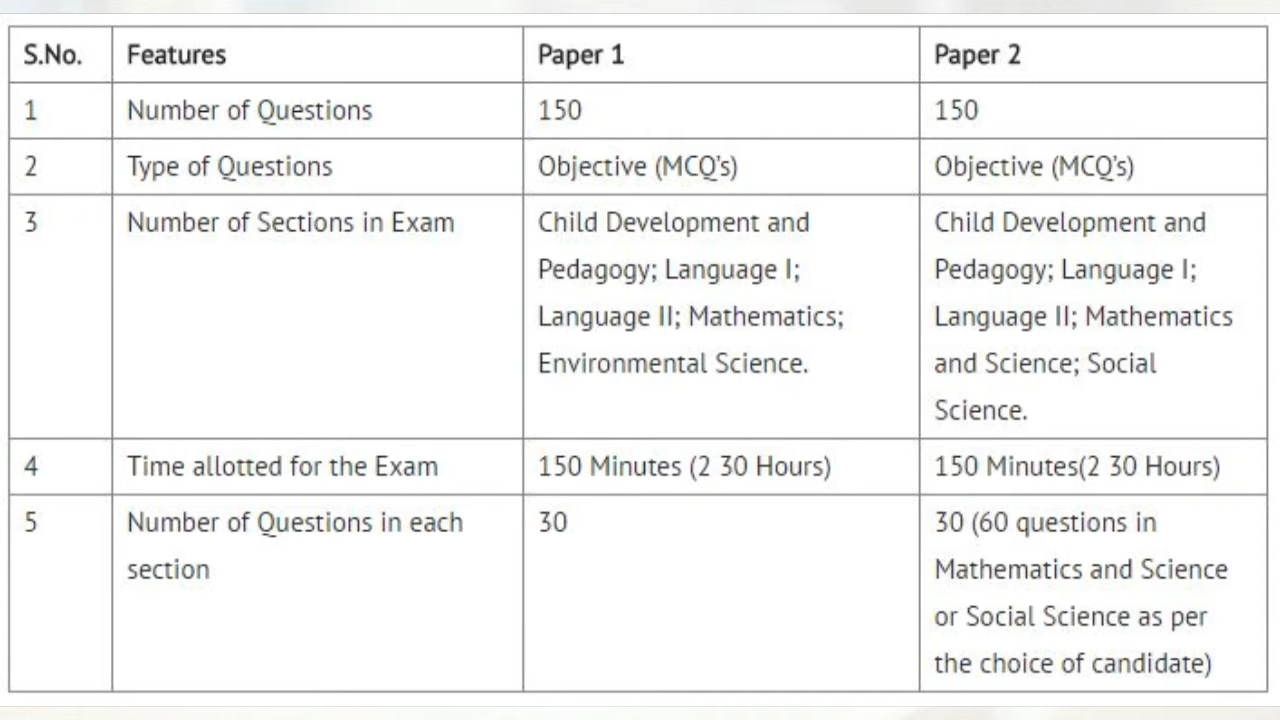 S.No. Features Paper 1 Paper 2
1 Number of Questions 150 150
2 Type of Questions Objective (MCQ's) Objective (MCQ's)
3 Number of Sections in Exam Child Development and Child Development and
Pedagogy; Language I; Pedagogy; Language I;
Language II; Mathematics; Language II; Mathematics
Environmental Science. and Science; Social
Science.
4 Time allotted for the Exam 150 Minutes (2 30 Hours) 150 Minutes(2 30 Hours)
5 Number of Questions in each 30 30 (60 questions in
section Mathematics and Science
or Social Science as per
the choice of candidate)